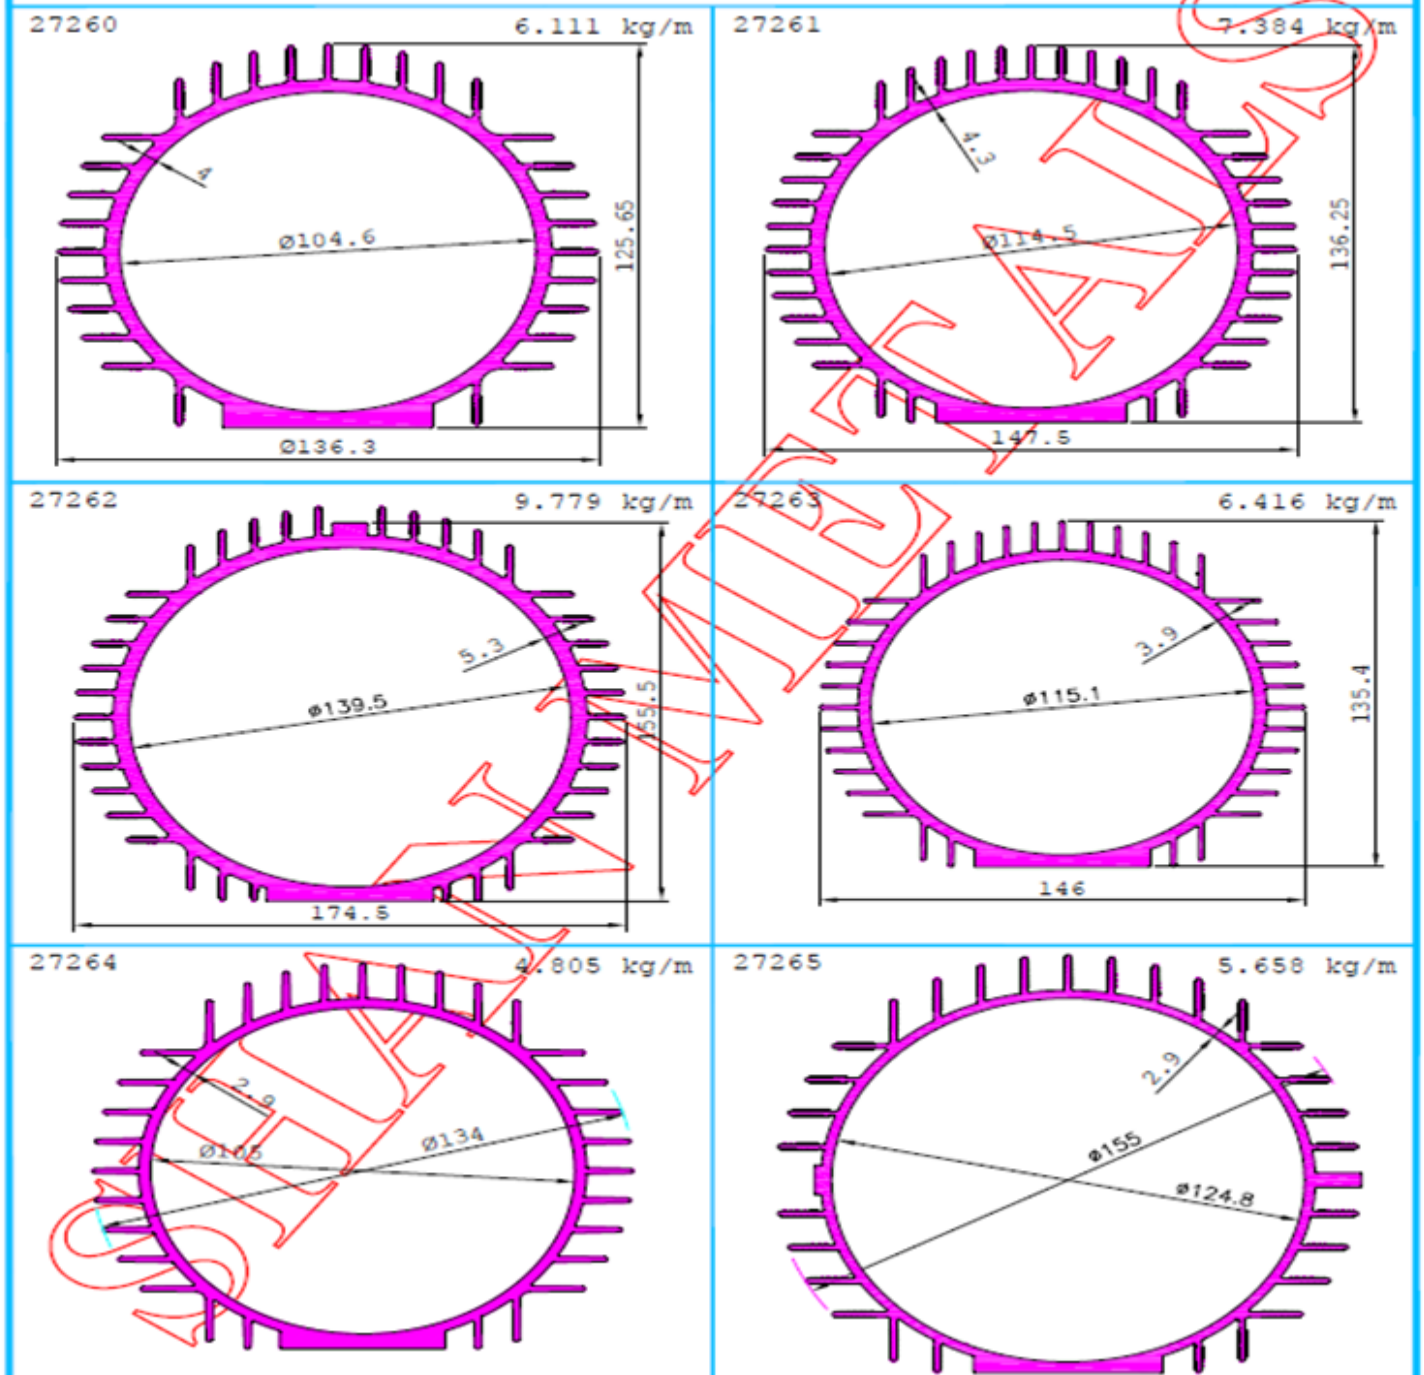 27260 6.111 kg/m
4
Ø104.6
125.65
Ø136.3
27261 7.384 kg/m
4.3
Ø114.5
136.25
147.5
27262 9.779 kg/m
5.3
Ø139.5
155.5
174.5
27263 6.416 kg/m
3.9
Ø115.1
135.4
146
27264 4.805 kg/m
2.9
Ø134
Ø105
27265 5.658 kg/m
2.9
Ø155
Ø124.8
SHAN METALS